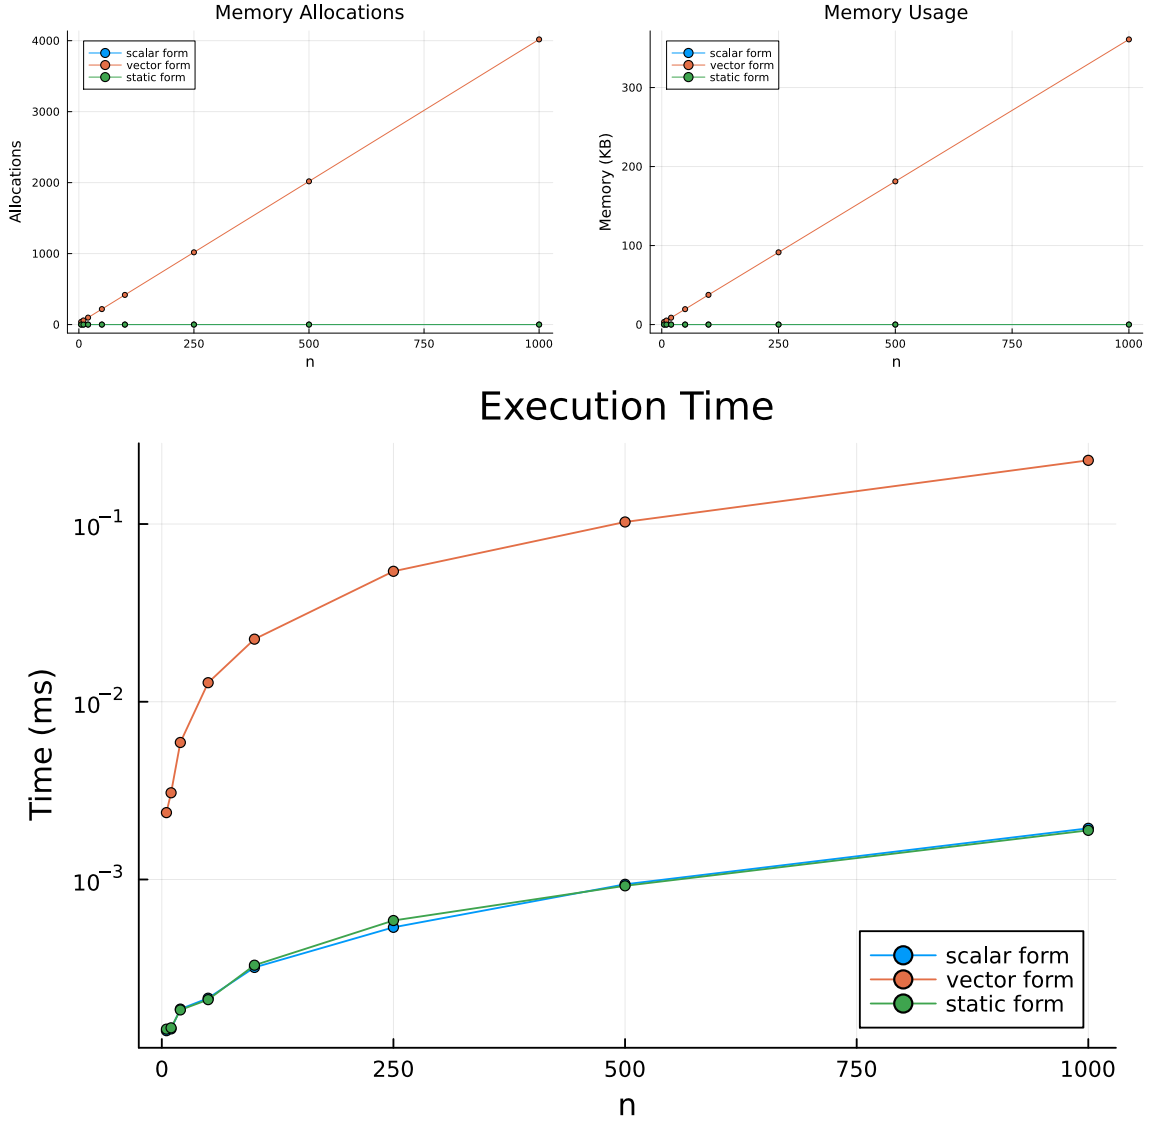 Memory Allocations
4000
3000
2000
1000
0
Allocations
scalar form
vector form
static form
0 250 500 750 1000
n
Memory Usage
300
200
100
0
Memory (KB)
scalar form
vector form
static form
0 250 500 750 1000
n
Execution Time
10⁻¹
10⁻²
10⁻³
Time (ms)
scalar form
vector form
static form
0 250 500 750 1000
n